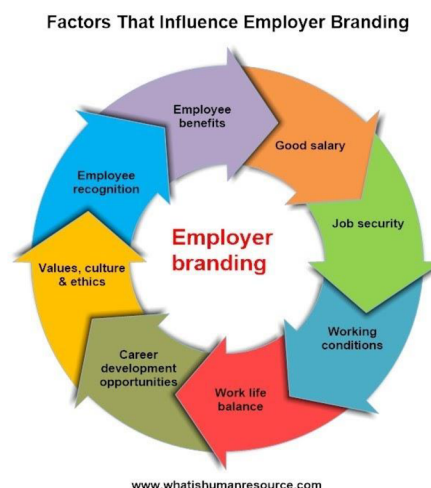 Factors That Influence Employer Branding
Employee
benefits
Good salary
Job security
Working
conditions
Work life
balance
Career
development
opportunities
Values, culture
& ethics
Employee
recognition
Employer
branding
www.whatishumanresource.com